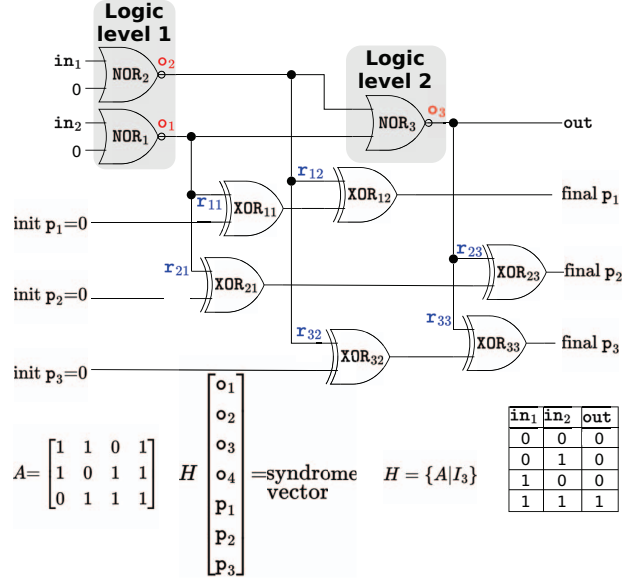 Logic
level 1
Logic
level 2
in₁
0
NOR₂
o₂
in₂
0
NOR₁
o₁
NOR₃
o₃
out
r₁₁
XOR₁₁
r₁₂
XOR₁₂
final p₁
init p₁=0
r₂₁
XOR₂₁
r₂₃
XOR₂₃
final p₂
init p₂=0
r₃₂
XOR₃₂
r₃₃
XOR₃₃
final p₃
init p₃=0
A=
1 1 0 1
1 0 1 1
0 1 1 1
H
o₁
o₂
o₃
o₄
p₁
p₂
p₃
=syndrome
vector
H = {A|I₃}
in₁ in₂ out
0 0 0
0 1 0
1 0 0
1 1 1